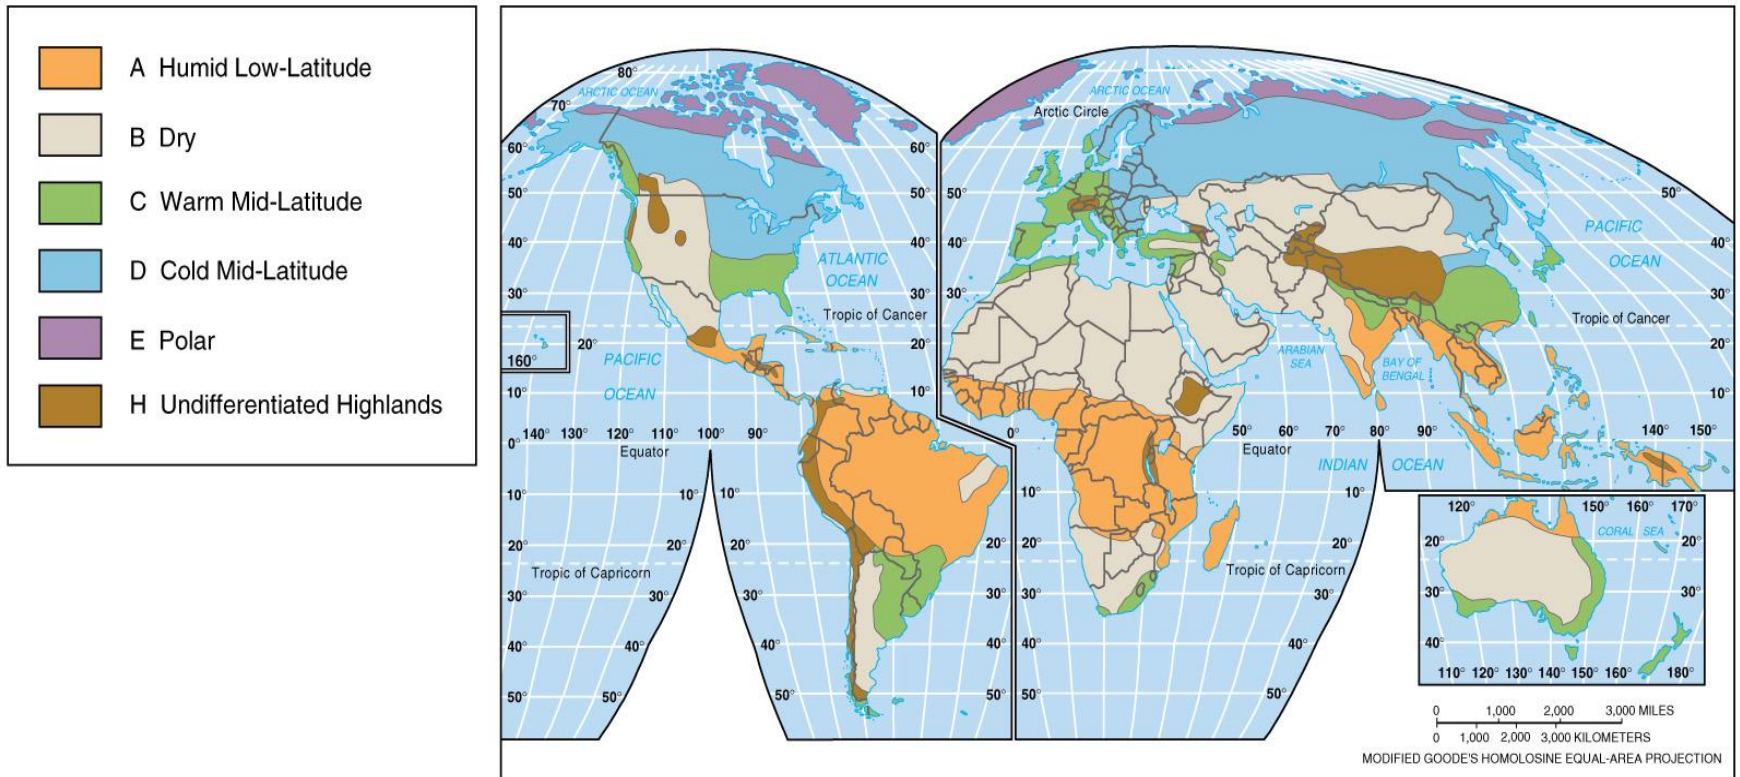 A Humid Low-Latitude
B Dry
C Warm Mid-Latitude
D Cold Mid-Latitude
E Polar
H Undifferentiated Highlands
80°
ARCTIC OCEAN
70°
60°
60°
50°
50°
40°
40°
ATLANTIC
OCEAN
30°
30°
Tropic of Cancer
160°
20°
20°
PACIFIC
OCEAN
10°
10°
140° 130° 120° 110° 100° 90°
0°
Equator
10° 10°
10°
10°
20°
20° 20°
20°
Tropic of Capricorn
30°
30° 30°
30°
40°
40° 40°
40°
50°
50° 50°
50°
ARCTIC OCEAN
Arctic Circle
60°
50°
50°
PACIFIC
OCEAN
40°
40°
30°
30°
Tropic of Cancer
ARABIAN
SEA
BAY OF
BENGAL
20°
20°
10°
10°
0°
50° 60° 70° 80° 90°
140° 150°
Equator
INDIAN OCEAN
10°
10°
20°
20°
Tropic of Capricorn
30°
30°
40°
40°
50°
50°
120° 150° 160° 170°
CORAL SEA
20°
20°
30°
30°
40°
110° 120° 130° 140° 150° 160° 180°
0 1,000 2,000 3,000 MILES
0 1,000 2,000 3,000 KILOMETERS
MODIFIED GOODE'S HOMOLOSINE EQUAL-AREA PROJECTION